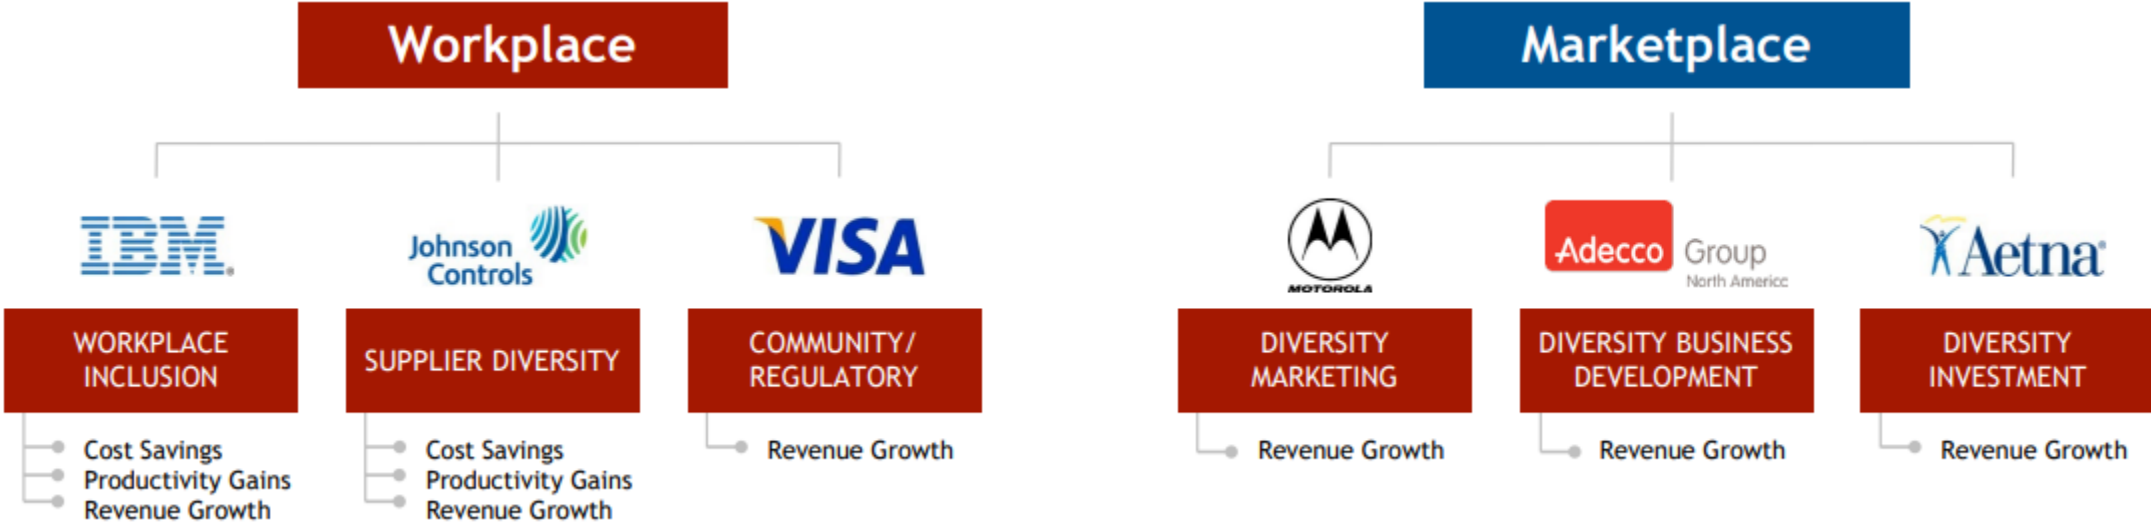 Workplace
Marketplace
IBM
Johnson
Controls
VISA
MOTOROLA
Adecco
Group
North America
Aetna
WORKPLACE
INCLUSION
SUPPLIER DIVERSITY
COMMUNITY/
REGULATORY
DIVERSITY
MARKETING
DIVERSITY BUSINESS
DEVELOPMENT
DIVERSITY
INVESTMENT
Cost Savings
Productivity Gains
Revenue Growth
Cost Savings
Productivity Gains
Revenue Growth
Revenue Growth
Revenue Growth
Revenue Growth
Revenue Growth